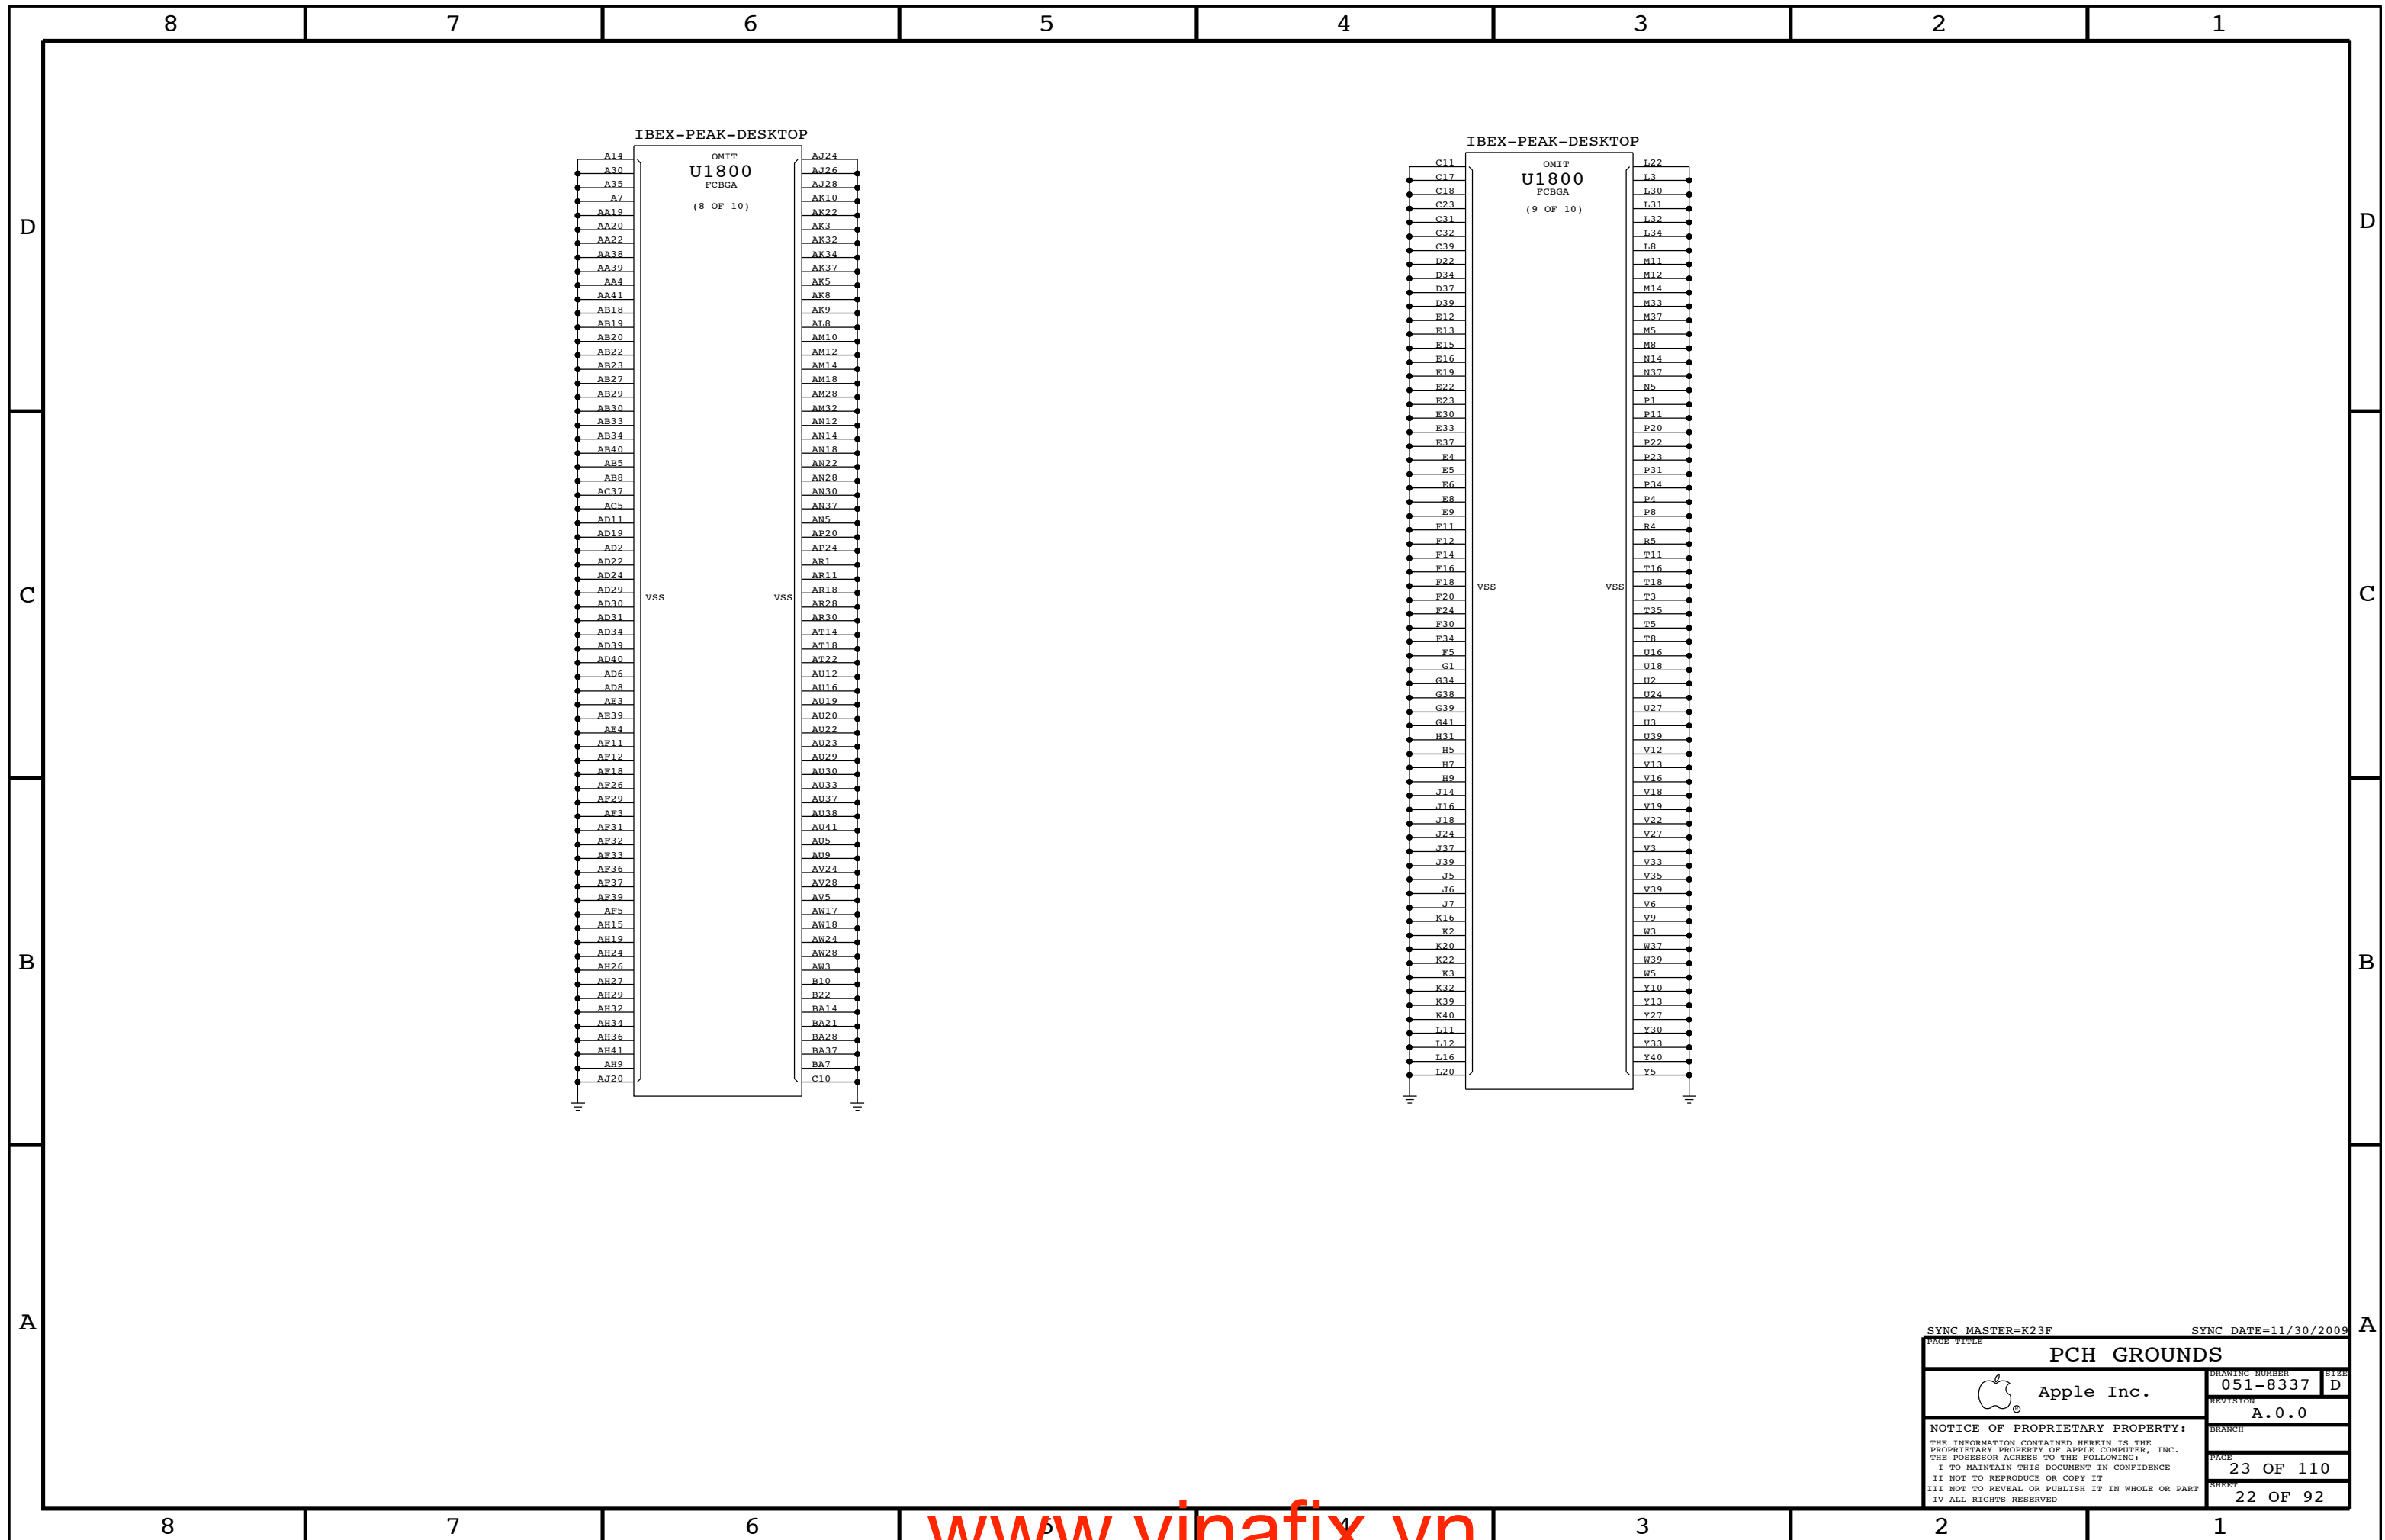 8 7 6 5 4 3 2 1
D
C
B
A
D
C
B
A
IBEX-PEAK-DESKTOP
OMIT
U1800
FCBGA
(8 OF 10)
VSS
VSS
A14
A30
A35
A7
AA19
AA20
AA22
AA38
AA39
AA4
AA41
AB18
AB19
AB20
AB22
AB23
AB27
AB29
AB30
AB33
AB34
AB40
AB5
AB8
AC37
AC5
AD11
AD19
AD2
AD22
AD24
AD29
AD30
AD31
AD34
AD39
AD40
AD6
AD8
AE3
AE39
AE4
AF11
AF12
AF18
AF26
AF29
AF3
AF31
AF32
AF33
AF36
AF37
AF39
AF5
AH15
AH19
AH24
AH26
AH27
AH29
AH32
AH34
AH36
AH41
AH9
AJ20
AJ24
AJ26
AJ28
AK10
AK22
AK3
AK32
AK34
AK37
AK5
AK8
AK9
AL8
AM10
AM12
AM14
AM18
AM28
AM32
AN12
AN14
AN18
AN22
AN28
AN30
AN37
AN5
AP20
AP24
AR1
AR11
AR18
AR28
AR30
AT14
AT18
AT22
AU12
AU16
AU19
AU20
AU22
AU23
AU29
AU30
AU33
AU37
AU38
AU41
AU5
AU9
AV24
AV28
AV5
AW17
AW18
AW24
AW28
AW3
B10
B22
BA14
BA21
BA28
BA37
BA7
C10
IBEX-PEAK-DESKTOP
OMIT
U1800
FCBGA
(9 OF 10)
VSS
VSS
C11
C17
C18
C23
C31
C32
C39
D22
D34
D37
D39
E12
E13
E15
E16
E19
E22
E23
E30
E33
E37
E4
E5
E6
E8
E9
F11
F12
F14
F16
F18
F20
F24
F30
F34
F5
G1
G34
G38
G39
G41
H31
H5
H7
H9
J14
J16
J18
J24
J37
J39
J5
J6
J7
K16
K2
K20
K22
K3
K32
K39
K40
L11
L12
L16
L20
L22
L3
L30
L31
L32
L34
L8
M11
M12
M14
M33
M37
M5
M8
N14
N37
N5
P1
P11
P20
P22
P23
P31
P34
P4
P8
R4
R5
T11
T16
T18
T3
T35
T5
T8
U16
U18
U2
U24
U27
U3
U39
V12
V13
V16
V18
V19
V22
V27
V3
V33
V35
V39
V6
V9
W3
W37
W39
W5
Y10
Y13
Y27
Y30
Y33
Y40
Y5
SYNC MASTER=K23F SYNC DATE=11/30/2009
PAGE TITLE
PCH GROUNDS
Apple Inc.
®
DRAWING NUMBER
051-8337
SIZE
D
REVISION
A.0.0
BRANCH
PAGE
23 OF 110
SHEET
22 OF 92
NOTICE OF PROPRIETARY PROPERTY:
THE INFORMATION CONTAINED HEREIN IS THE
PROPRIETARY PROPERTY OF APPLE COMPUTER, INC.
THE POSESSOR AGREES TO THE FOLLOWING:
I TO MAINTAIN THIS DOCUMENT IN CONFIDENCE
II NOT TO REPRODUCE OR COPY IT
III NOT TO REVEAL OR PUBLISH IT IN WHOLE OR PART
IV ALL RIGHTS RESERVED
8 7 6 5 4 3 2 1
www.vinafix.vn